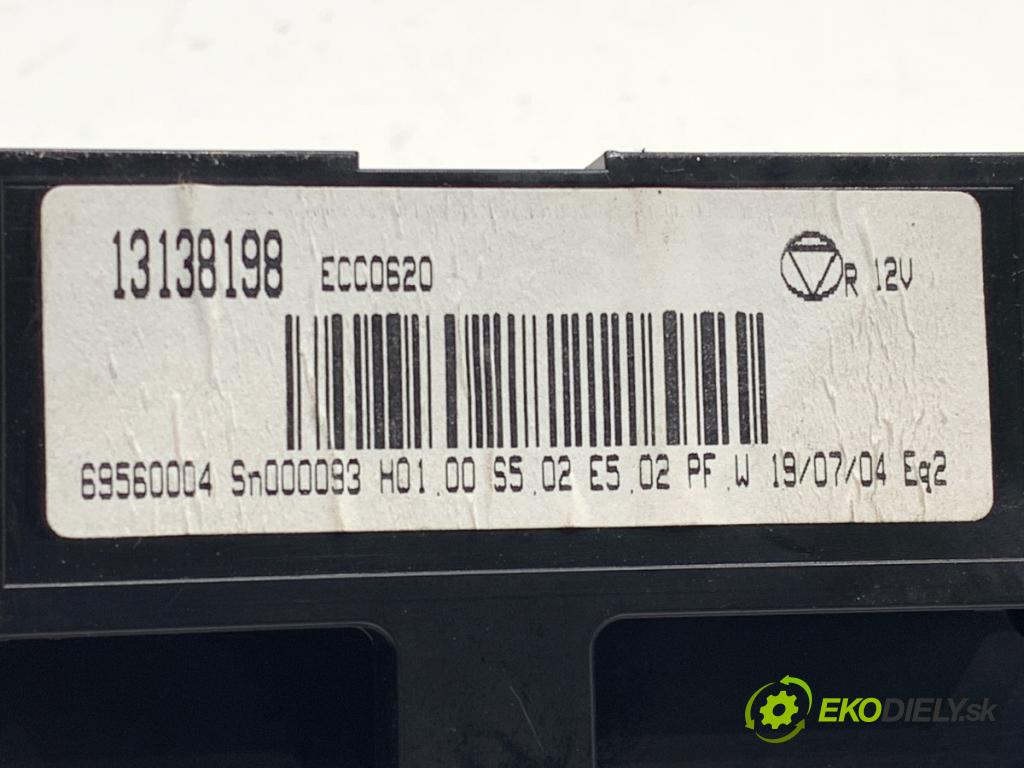 13138198 ECC0620 R 12V
69560004 Sn000093 H01.00 S5.02 E5.02 PF.W 19/07/04 Eq2
EKODIELY.sk